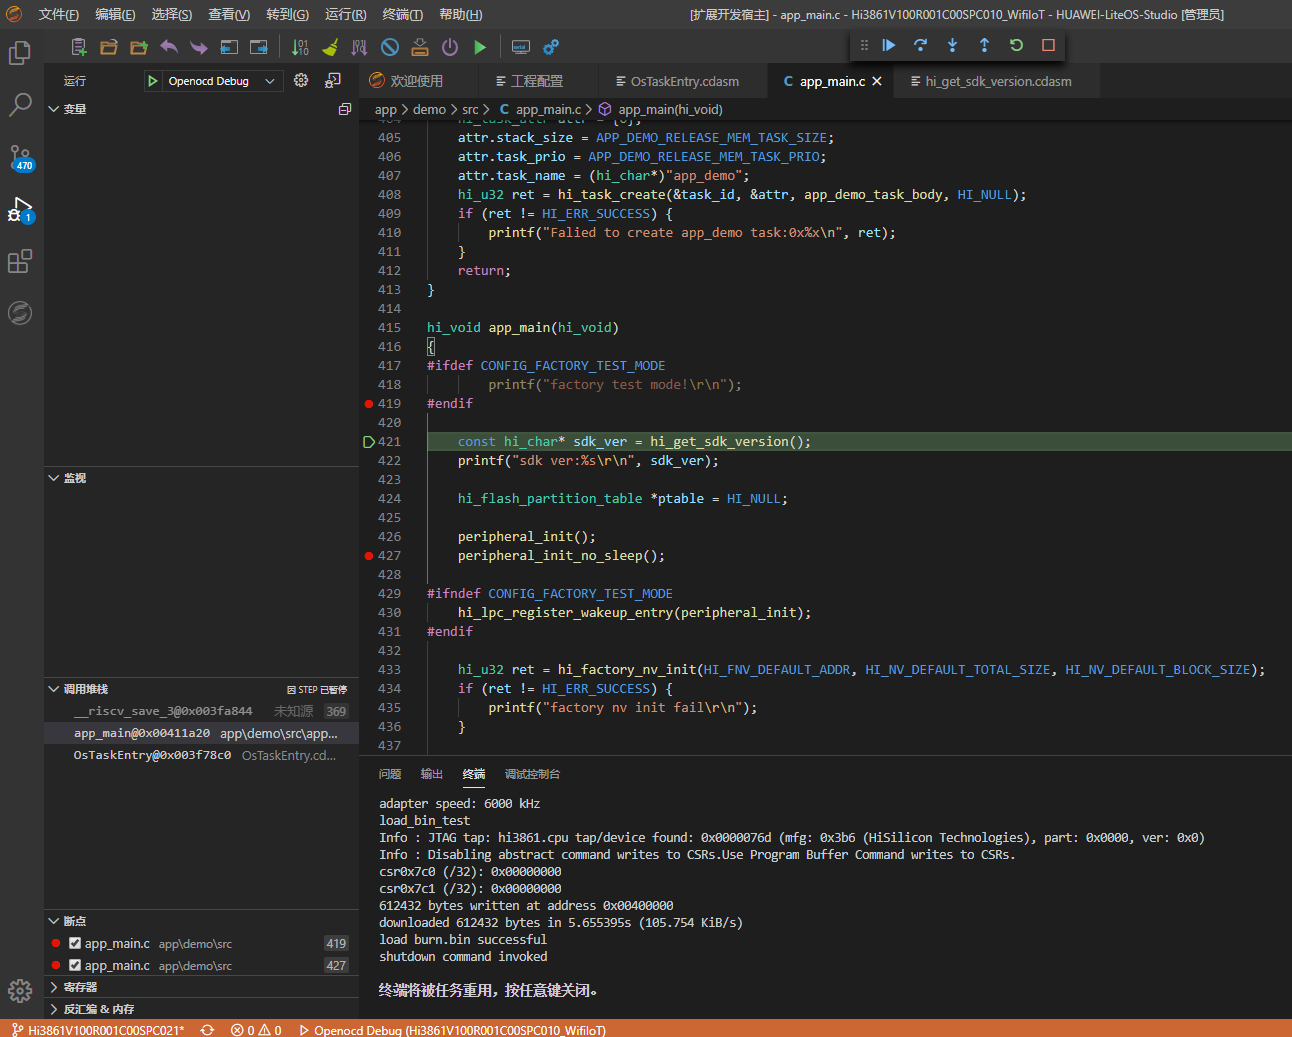 文件(F) 编辑(E) 选择(S) 查看(V) 转到(G) 运行(R) 终端(T) 帮助(H) [扩展开发宿主] - app_main.c - Hi3861V100R001C00SPC010_WifiIoT - HUAWEI-LiteOS-Studio [管理员]
运行 Openocd Debug
欢迎使用 工程配置 OsTaskEntry.cdasm app_main.c hi_get_sdk_version.cdasm
变量
app > demo > src > C app_main.c > app_main(hi_void)
404 hi_task_attr attr = {0};
405 attr.stack_size = APP_DEMO_RELEASE_MEM_TASK_SIZE;
406 attr.task_prio = APP_DEMO_RELEASE_MEM_TASK_PRIO;
407 attr.task_name = (hi_char*)"app_demo";
408 hi_u32 ret = hi_task_create(&task_id, &attr, app_demo_task_body, HI_NULL);
409 if (ret != HI_ERR_SUCCESS) {
410 printf("Falied to create app_demo task:0x%x\n", ret);
411 }
412 return;
413 }
414
415 hi_void app_main(hi_void)
416 {
417 #ifdef CONFIG_FACTORY_TEST_MODE
418 printf("factory test mode!\r\n");
419 #endif
420
421 const hi_char* sdk_ver = hi_get_sdk_version();
422 printf("sdk ver:%s\r\n", sdk_ver);
423
424 hi_flash_partition_table *ptable = HI_NULL;
425
426 peripheral_init();
427 peripheral_init_no_sleep();
428
429 #ifndef CONFIG_FACTORY_TEST_MODE
430 hi_lpc_register_wakeup_entry(peripheral_init);
431 #endif
432
433 hi_u32 ret = hi_factory_nv_init(HI_FNV_DEFAULT_ADDR, HI_NV_DEFAULT_TOTAL_SIZE, HI_NV_DEFAULT_BLOCK_SIZE);
434 if (ret != HI_ERR_SUCCESS) {
435 printf("factory nv init fail\r\n");
436 }
437
470
1
监视
调用堆栈 因 STEP 已暂停
__riscv_save_3@0x003fa844 未知源 369
app_main@0x00411a20 app\demo\src\app...
OsTaskEntry@0x003f78c0 OsTaskEntry.cd...
断点
app_main.c app\demo\src 419
app_main.c app\demo\src 427
寄存器
反汇编 & 内存
问题 输出 终端 调试控制台
adapter speed: 6000 kHz
load_bin_test
Info : JTAG tap: hi3861.cpu tap/device found: 0x0000076d (mfg: 0x3b6 (HiSilicon Technologies), part: 0x0000, ver: 0x0)
Info : Disabling abstract command writes to CSRs.Use Program Buffer Command writes to CSRs.
csr0x7c0 (/32): 0x00000000
csr0x7c1 (/32): 0x00000000
612432 bytes written at address 0x00400000
downloaded 612432 bytes in 5.655395s (105.754 KiB/s)
load burn.bin successful
shutdown command invoked
终端将被任务重用，按任意键关闭。
Hi3861V100R001C00SPC021* 0 0 Openocd Debug (Hi3861V100R001C00SPC010_WifiIoT)